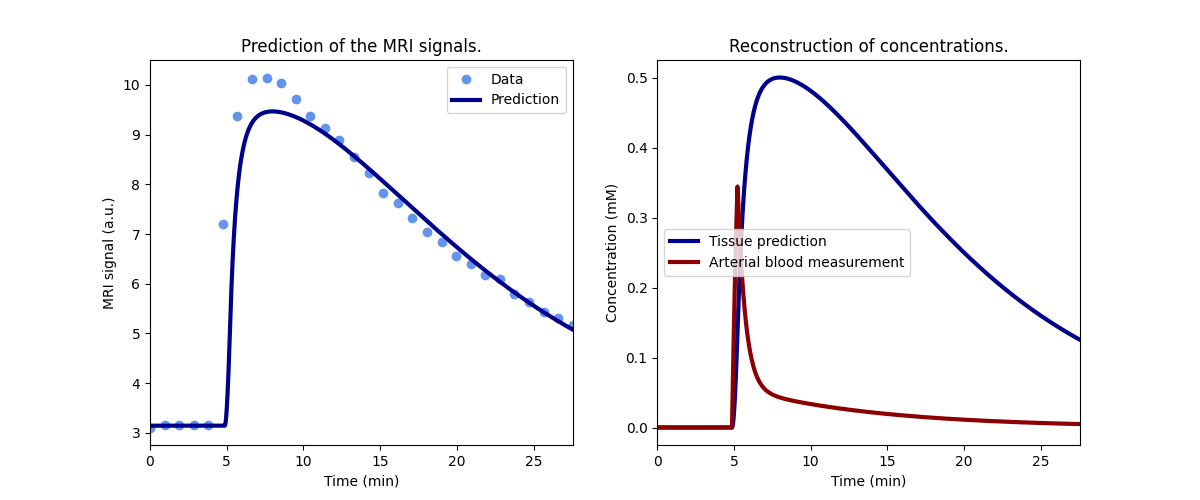 Prediction of the MRI signals.
10
9
8
7
6
5
4
3
MRI signal (a.u.)
Data
Prediction
0
5
10
15
20
25
Time (min)
Reconstruction of concentrations.
0.5
0.4
0.3
0.2
0.1
0.0
Concentration (mM)
Tissue prediction
Arterial blood measurement
0
5
10
15
20
25
Time (min)